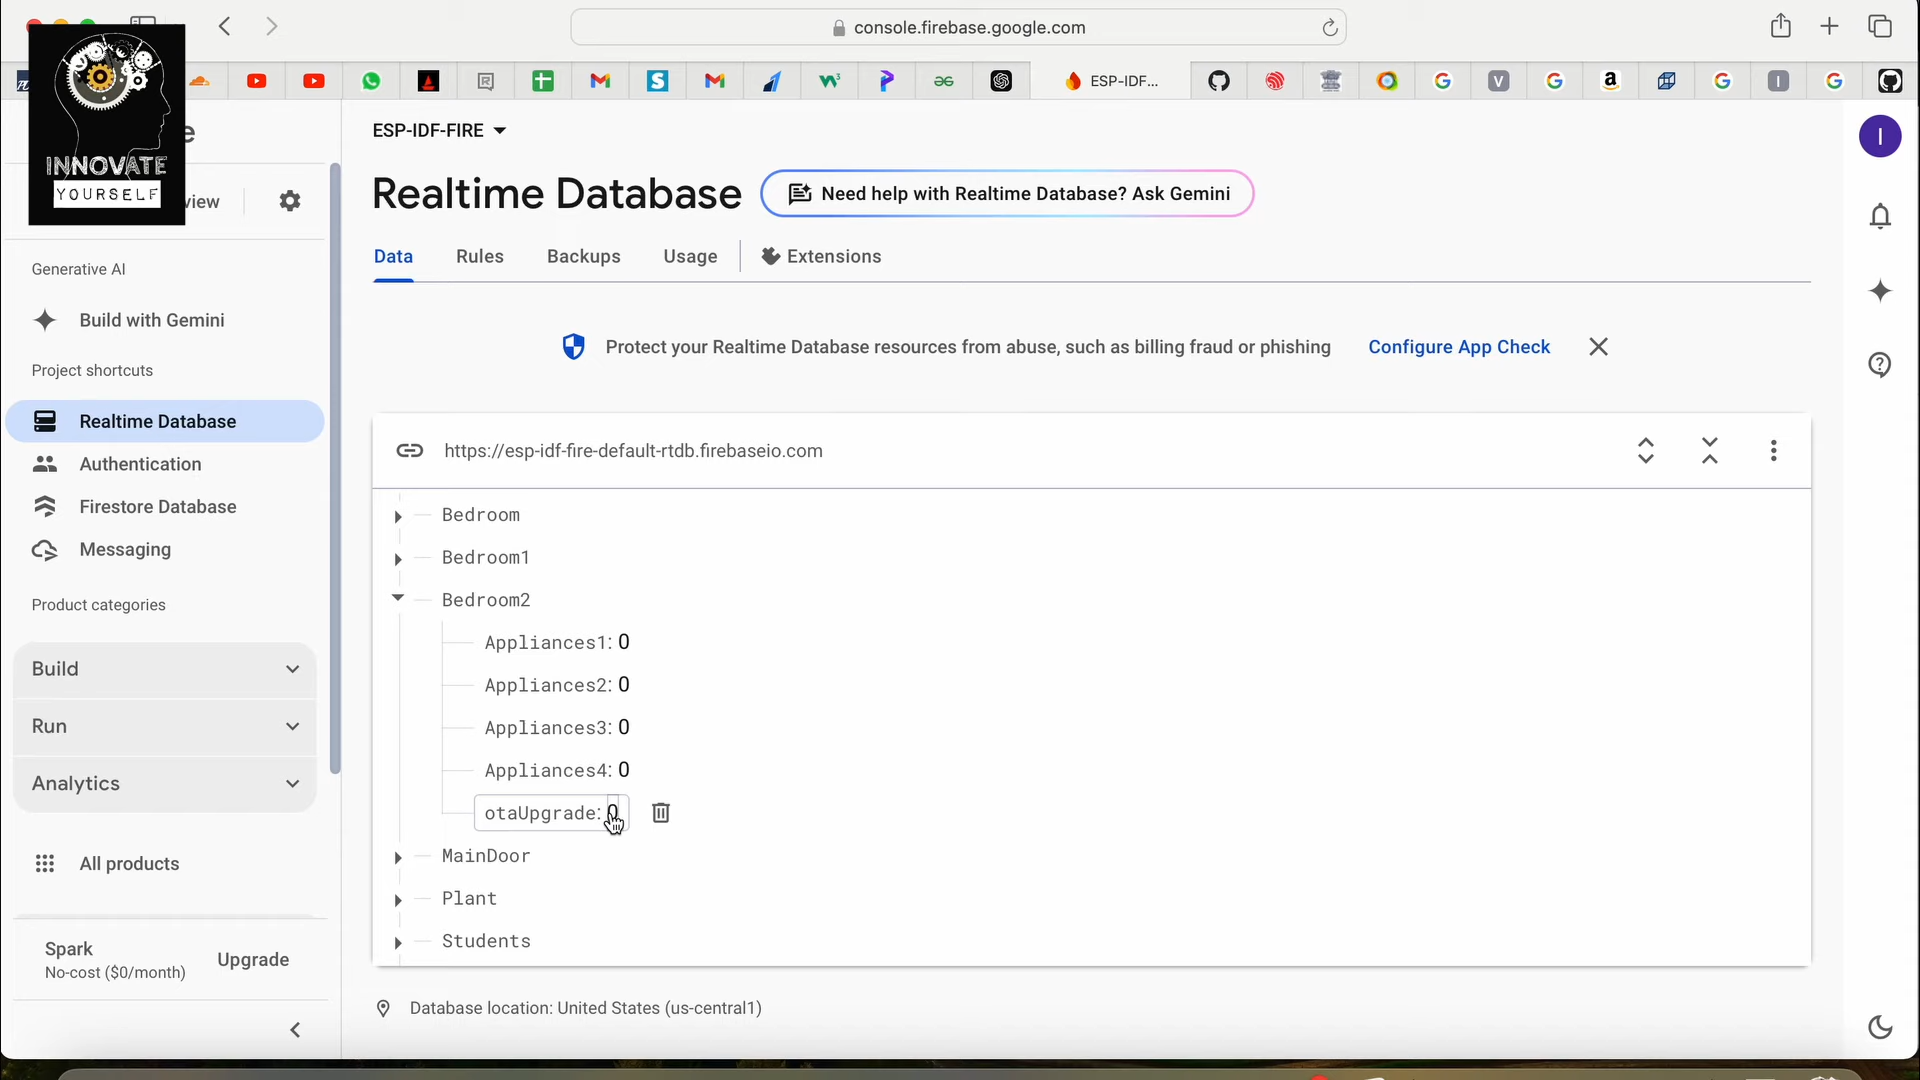 console.firebase.google.com
ESP-IDF...
INNOVATE
YOURSELF
e
view
Generative AI
Build with Gemini
Project shortcuts
Realtime Database
Authentication
Firestore Database
Messaging
Product categories
Build
Run
Analytics
All products
Spark
No-cost ($0/month)
Upgrade
ESP-IDF-FIRE
Realtime Database
Need help with Realtime Database? Ask Gemini
Data
Rules
Backups
Usage
Extensions
Protect your Realtime Database resources from abuse, such as billing fraud or phishing
Configure App Check
https://esp-idf-fire-default-rtdb.firebaseio.com
Bedroom
Bedroom1
Bedroom2
Appliances1: 0
Appliances2: 0
Appliances3: 0
Appliances4: 0
otaUpgrade: 0
MainDoor
Plant
Students
Database location: United States (us-central1)
I